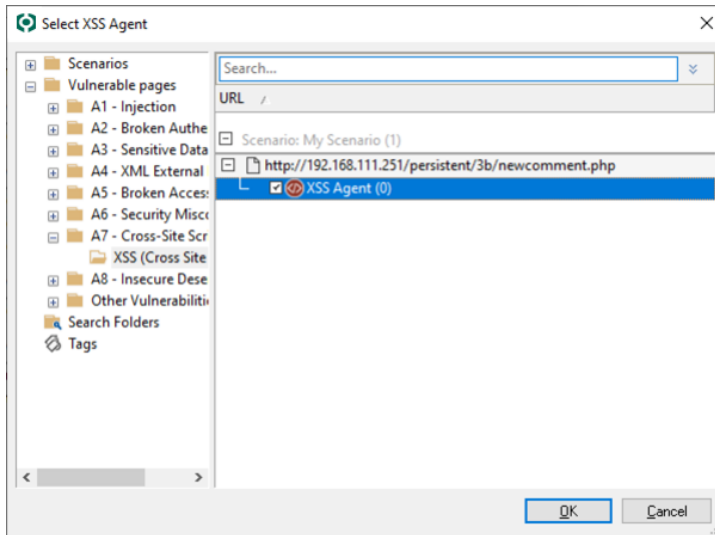 Select XSS Agent
Scenarios
Vulnerable pages
A1 - Injection
A2 - Broken Authe
A3 - Sensitive Data
A4 - XML External
A5 - Broken Access
A6 - Security Misco
A7 - Cross-Site Scr
XSS (Cross Site
A8 - Insecure Dese
Other Vulnerabiliti
Search Folders
Tags
Search...
URL
Scenario: My Scenario (1)
http://192.168.111.251/persistent/3b/newcomment.php
XSS Agent (0)
OK
Cancel